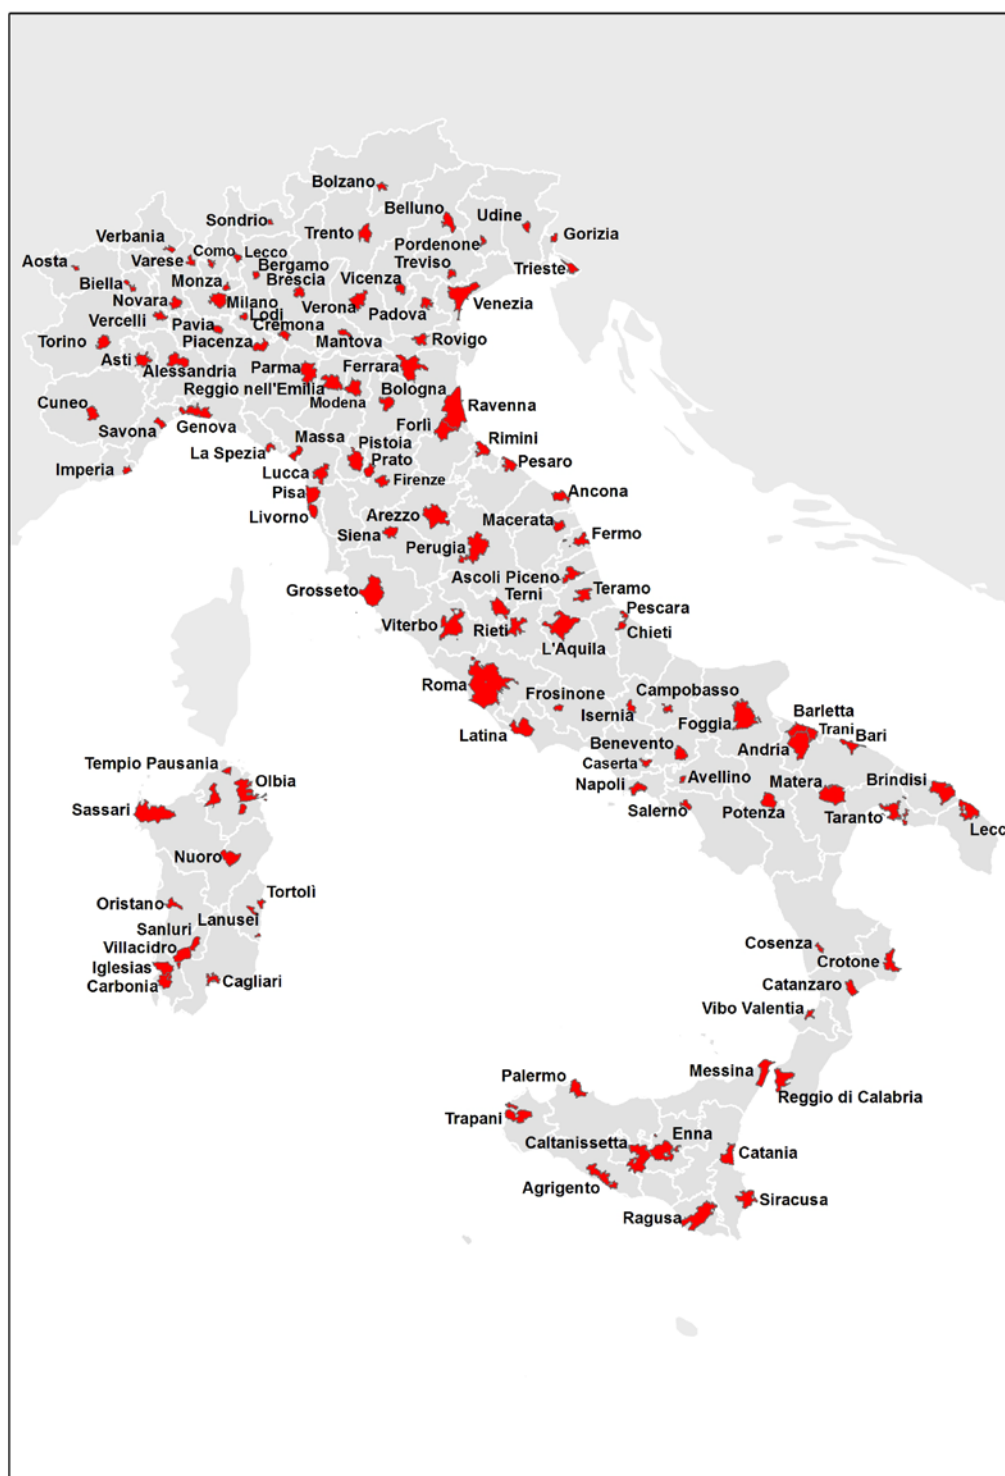 Bolzano
Belluno
Udine
Sondrio
Trento
Pordenone
Gorizia
Verbania
Como
Lecco
Treviso
Aosta
Varese
Bergamo
Trieste
Biella
Monza
Brescia
Vicenza
Novara
Milano
Verona
Padova
Venezia
Vercelli
Lodi
Pavia
Cremona
Torino
Piacenza
Mantova
Rovigo
Asti
Alessandria
Parma
Ferrara
Reggio nell'Emilia
Bologna
Cuneo
Modena
Ravenna
Savona
Genova
Forlì
Massa
Pistoia
Rimini
La Spezia
Imperia
Lucca
Prato
Pesaro
Firenze
Pisa
Ancona
Livorno
Arezzo
Macerata
Siena
Perugia
Fermo
Ascoli Piceno
Grosseto
Terni
Teramo
Pescara
Viterbo
Rieti
Chieti
L'Aquila
Roma
Frosinone
Campobasso
Isernia
Foggia
Barletta
Latina
Trani
Bari
Benevento
Andria
Caserta
Tempio Pausania
Olbia
Avellino
Matera
Brindisi
Napoli
Sassari
Salerno
Potenza
Taranto
Lecc
Nuoro
Tortolì
Oristano
Lanusei
Sanluri
Villacidro
Cosenza
Crotone
Iglesias
Carbonia
Cagliari
Catanzaro
Vibo Valentia
Messina
Palermo
Reggio di Calabria
Trapani
Enna
Caltanissetta
Catania
Agrigento
Siracusa
Ragusa